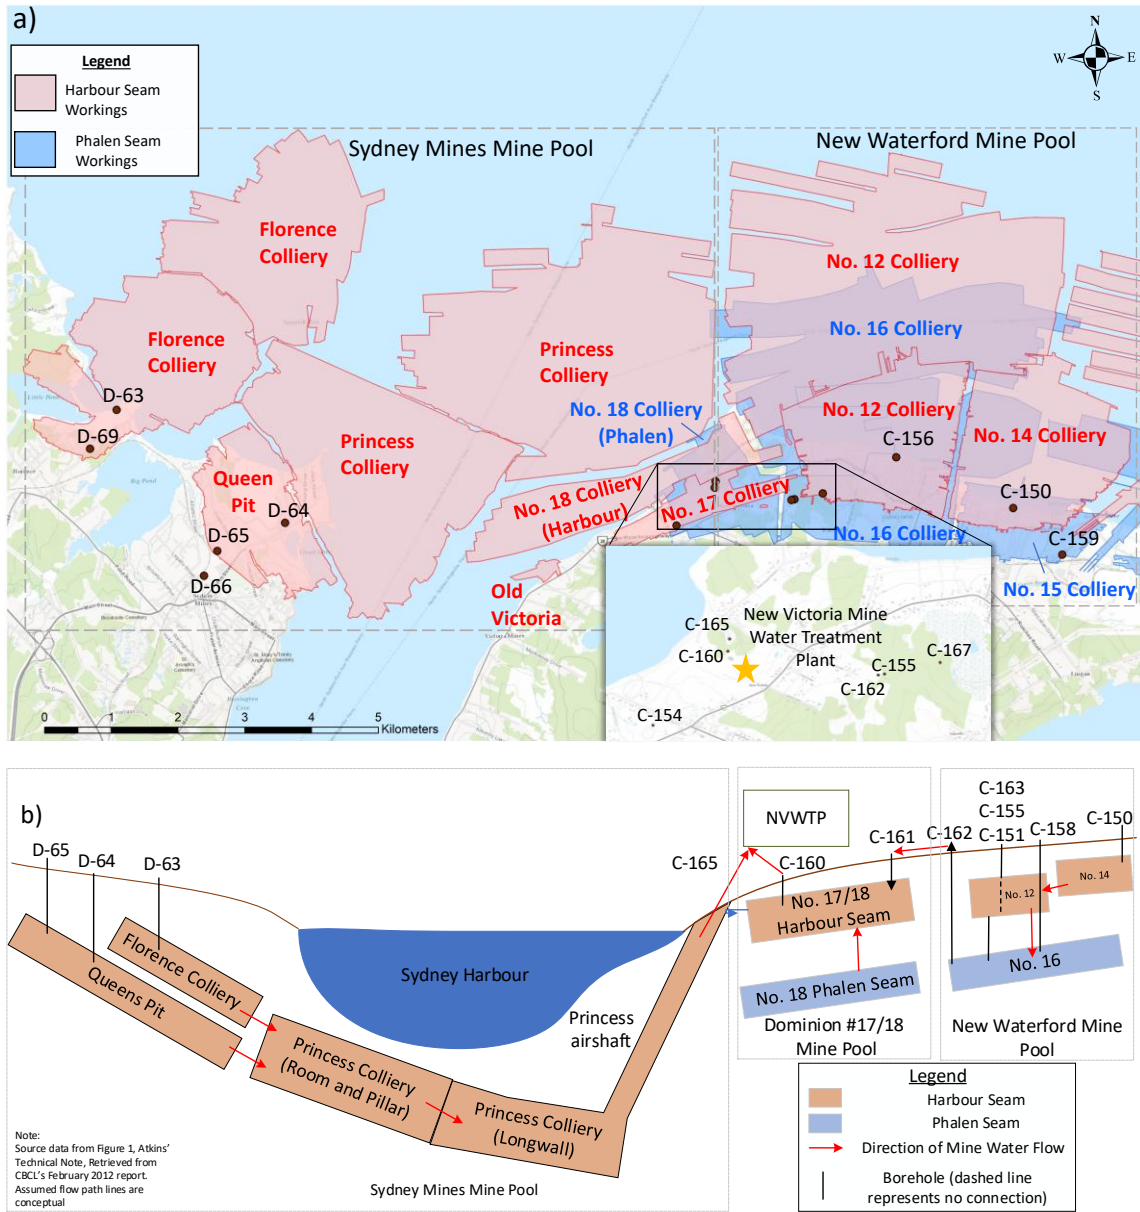 a)
N
W
E
S
Legend
Harbour Seam
Workings
Phalen Seam
Workings
Sydney Mines Mine Pool
New Waterford Mine Pool
Florence
Colliery
No. 12 Colliery
No. 16 Colliery
Florence
Colliery
Princess
Colliery
D-63
No. 18 Colliery
(Phalen)
No. 12 Colliery
D-69
Princess
Colliery
C-156
No. 14 Colliery
Queen
Pit
No. 17 Colliery
C-150
D-64
No. 18 Colliery
(Harbour)
D-65
No. 16 Colliery
C-159
D-66
Old
Victoria
No. 15 Colliery
New Victoria Mine
Water Treatment
Plant
C-165
C-160
C-155
C-167
C-162
C-154
0 1 2 3 4 5
Kilometers
b)
NVWTP
C-163
C-155
C-151
C-158
C-150
D-65
D-64
D-63
C-165
C-160
C-161
C-162
No. 14
No. 12
No. 17/18
Harbour Seam
Florence Colliery
Queens Pit
Sydney Harbour
No. 16
No. 18 Phalen Seam
Princess
airshaft
Dominion #17/18
Mine Pool
New Waterford Mine
Pool
Princess Colliery
(Room and Pillar)
Princess Colliery
(Longwall)
Legend
Harbour Seam
Phalen Seam
Direction of Mine Water Flow
Borehole (dashed line
represents no connection)
Note:
Source data from Figure 1, Atkins'
Technical Note, Retrieved from
CBCL's February 2012 report.
Assumed flow path lines are
conceptual
Sydney Mines Mine Pool